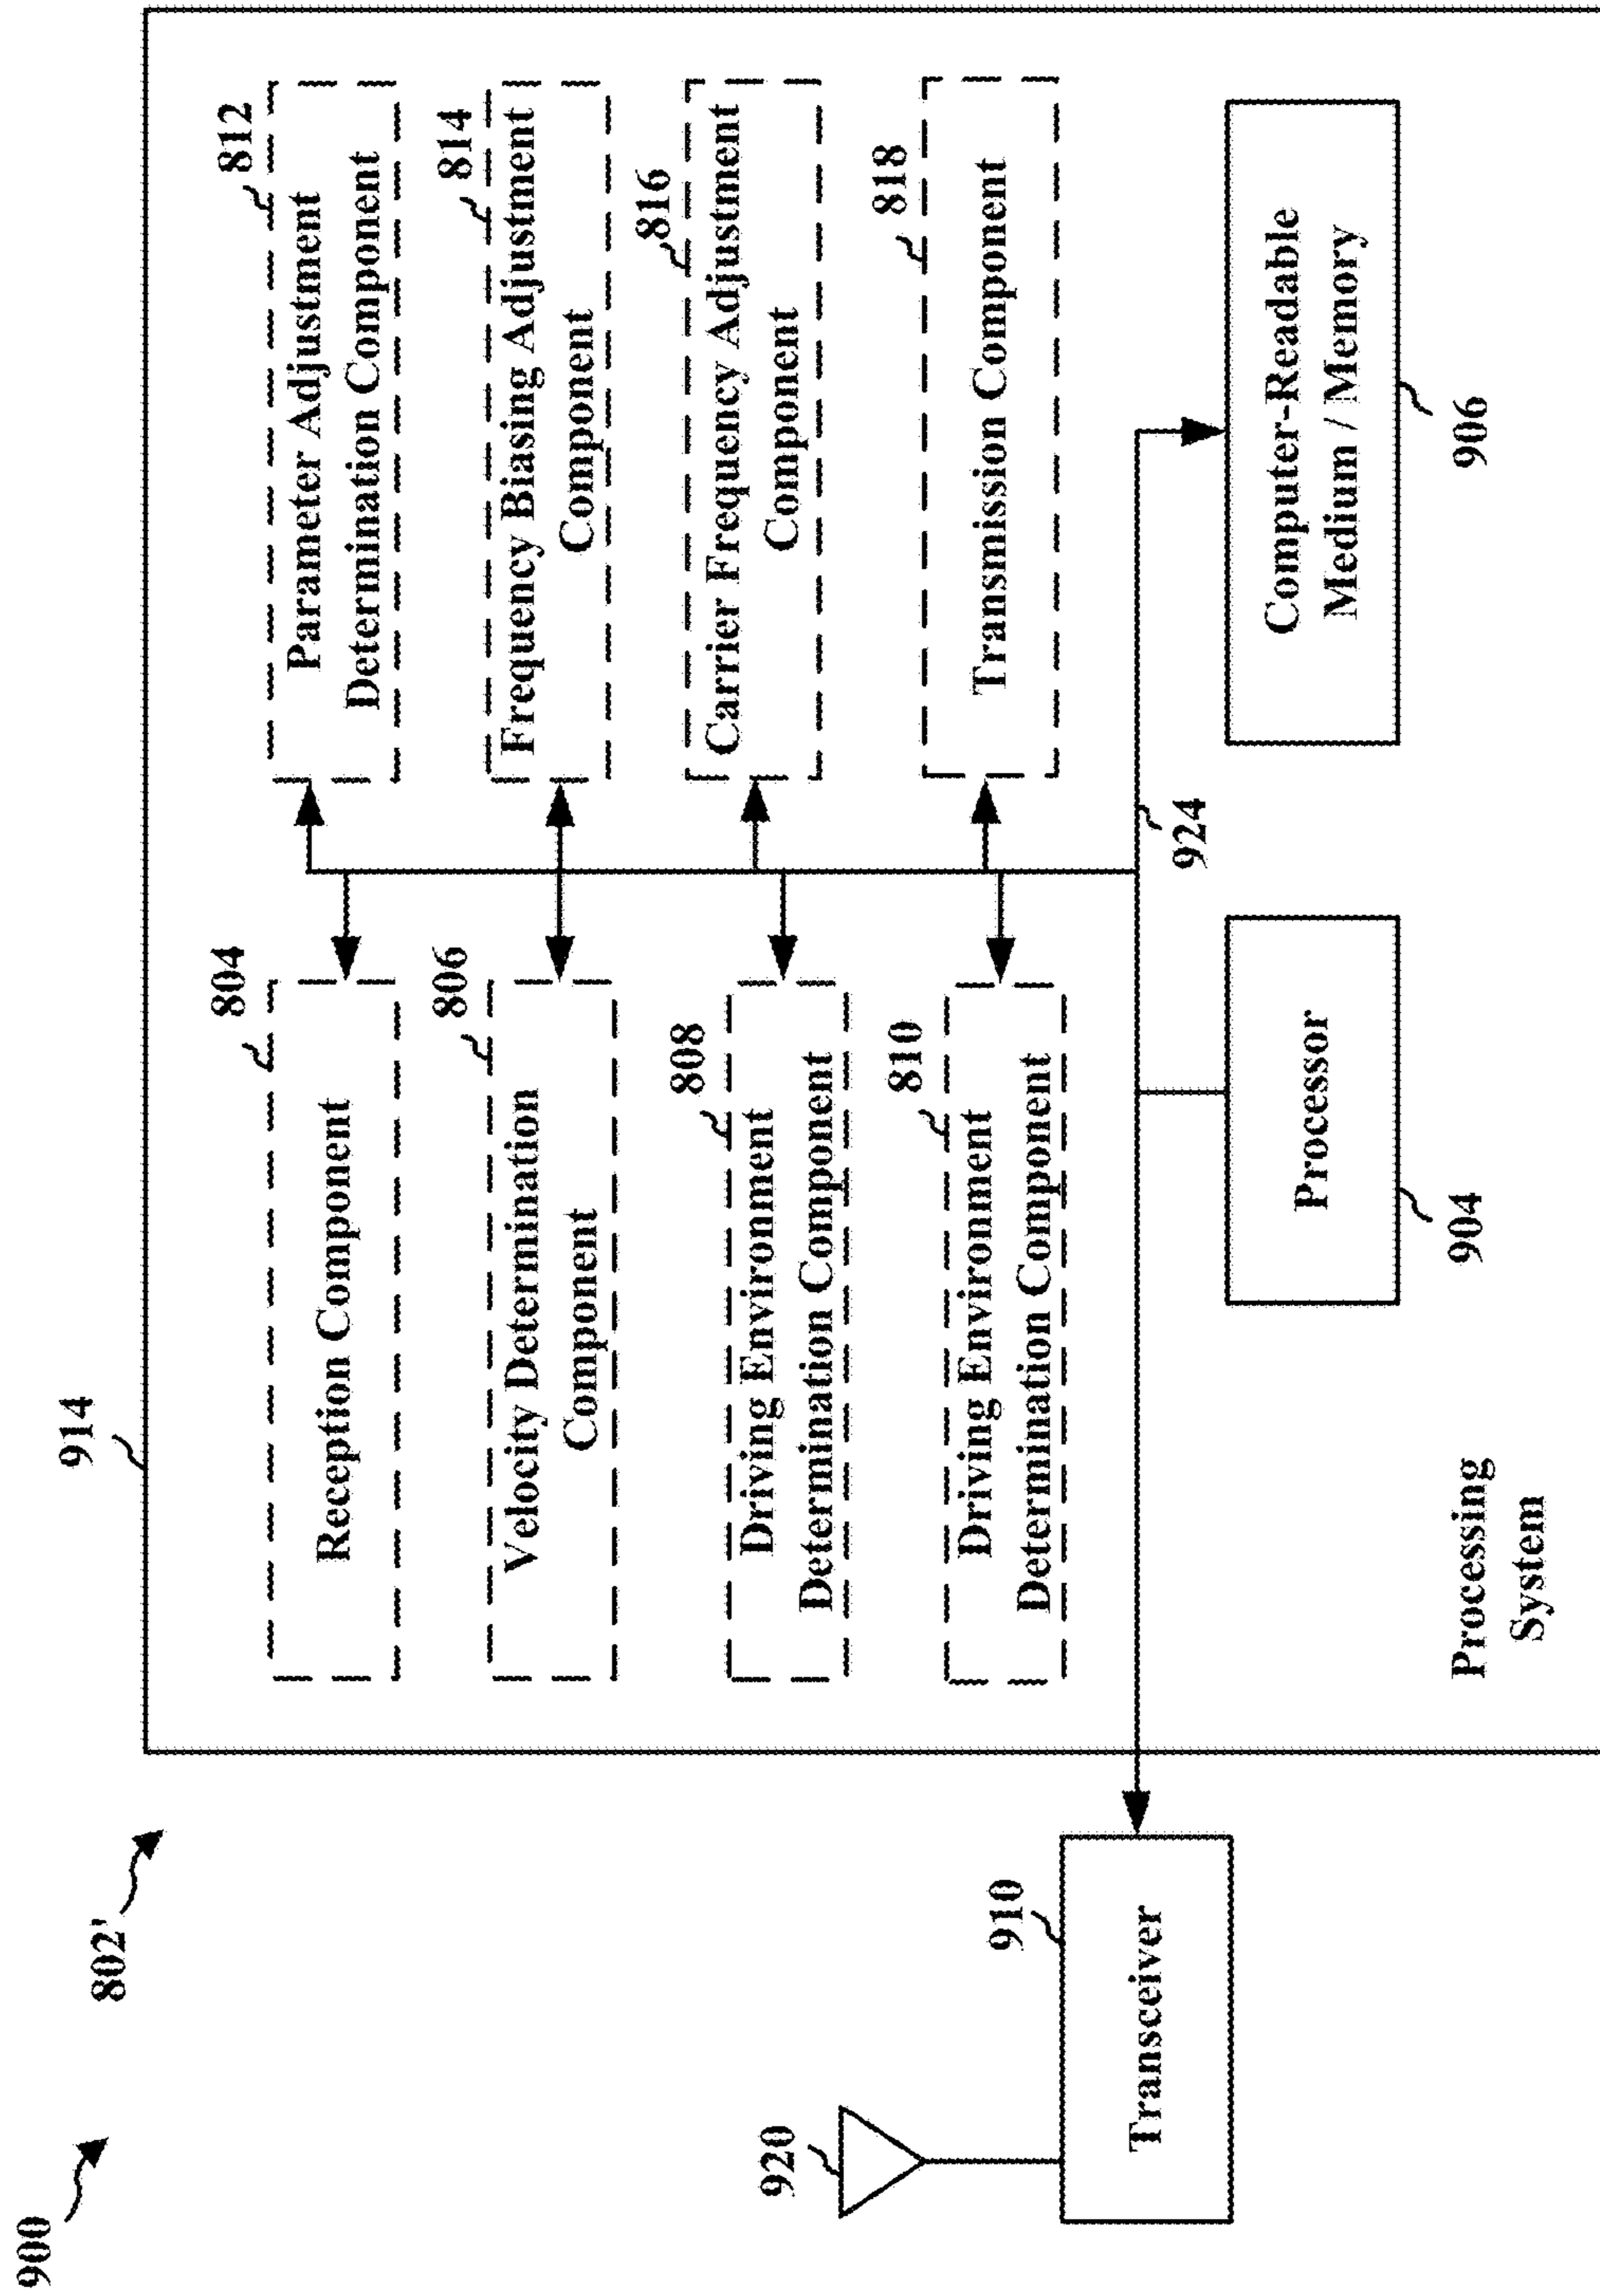 900
802'
914
804
Reception Component
812
Parameter Adjustment
Determination Component
806
Velocity Determination
Component
814
Frequency Biasing Adjustment
Component
808
Driving Environment
Determination Component
816
Carrier Frequency Adjustment
Component
810
Driving Environment
Determination Component
818
Transmission Component
920
910
Transceiver
924
Processor
904
Computer-Readable
Medium / Memory
906
Processing
System